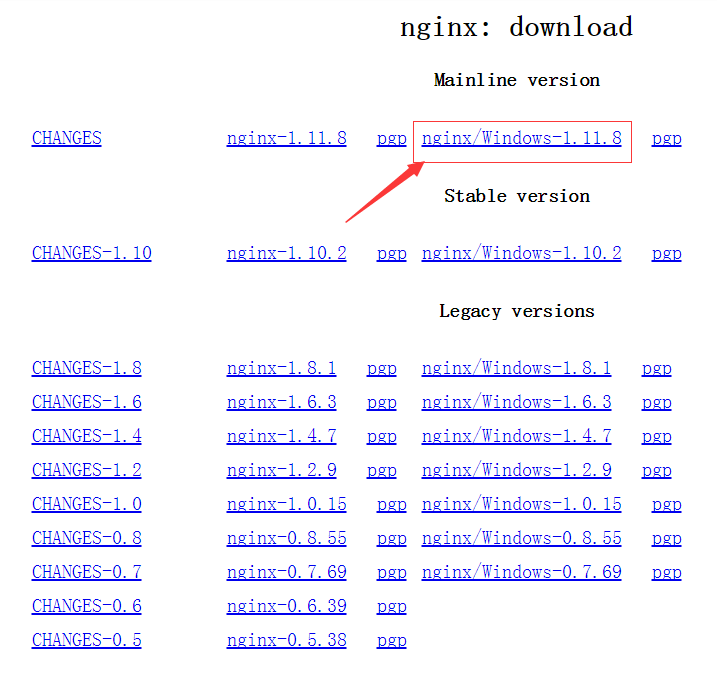 nginx: download
Mainline version
CHANGES nginx-1.11.8 pgp nginx/Windows-1.11.8 pgp
Stable version
CHANGES-1.10 nginx-1.10.2 pgp nginx/Windows-1.10.2 pgp
Legacy versions
CHANGES-1.8 nginx-1.8.1 pgp nginx/Windows-1.8.1 pgp
CHANGES-1.6 nginx-1.6.3 pgp nginx/Windows-1.6.3 pgp
CHANGES-1.4 nginx-1.4.7 pgp nginx/Windows-1.4.7 pgp
CHANGES-1.2 nginx-1.2.9 pgp nginx/Windows-1.2.9 pgp
CHANGES-1.0 nginx-1.0.15 pgp nginx/Windows-1.0.15 pgp
CHANGES-0.8 nginx-0.8.55 pgp nginx/Windows-0.8.55 pgp
CHANGES-0.7 nginx-0.7.69 pgp nginx/Windows-0.7.69 pgp
CHANGES-0.6 nginx-0.6.39 pgp
CHANGES-0.5 nginx-0.5.38 pgp